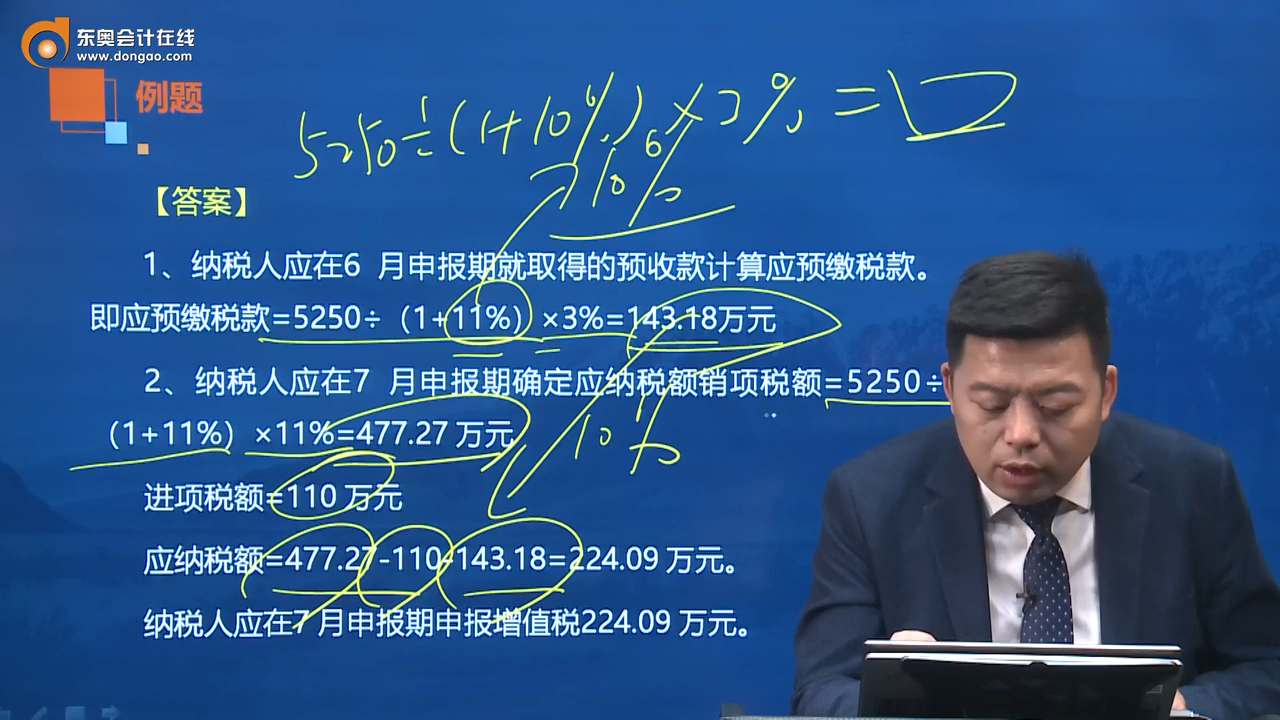 东奥会计在线
www.dongao.com
例题
5250÷(1+10%)×3%=
10%
【答案】
1、纳税人应在6 月申报期就取得的预收款计算应预缴税款。
即应预缴税款=5250÷（1+11%）×3%=143.18万元
2、纳税人应在7 月申报期确定应纳税额销项税额=5250÷
（1+11%）×11%=477.27 万元
10%
进项税额=110 万元
应纳税额=477.27-110-143.18=224.09 万元。
纳税人应在7 月申报期申报增值税224.09 万元。